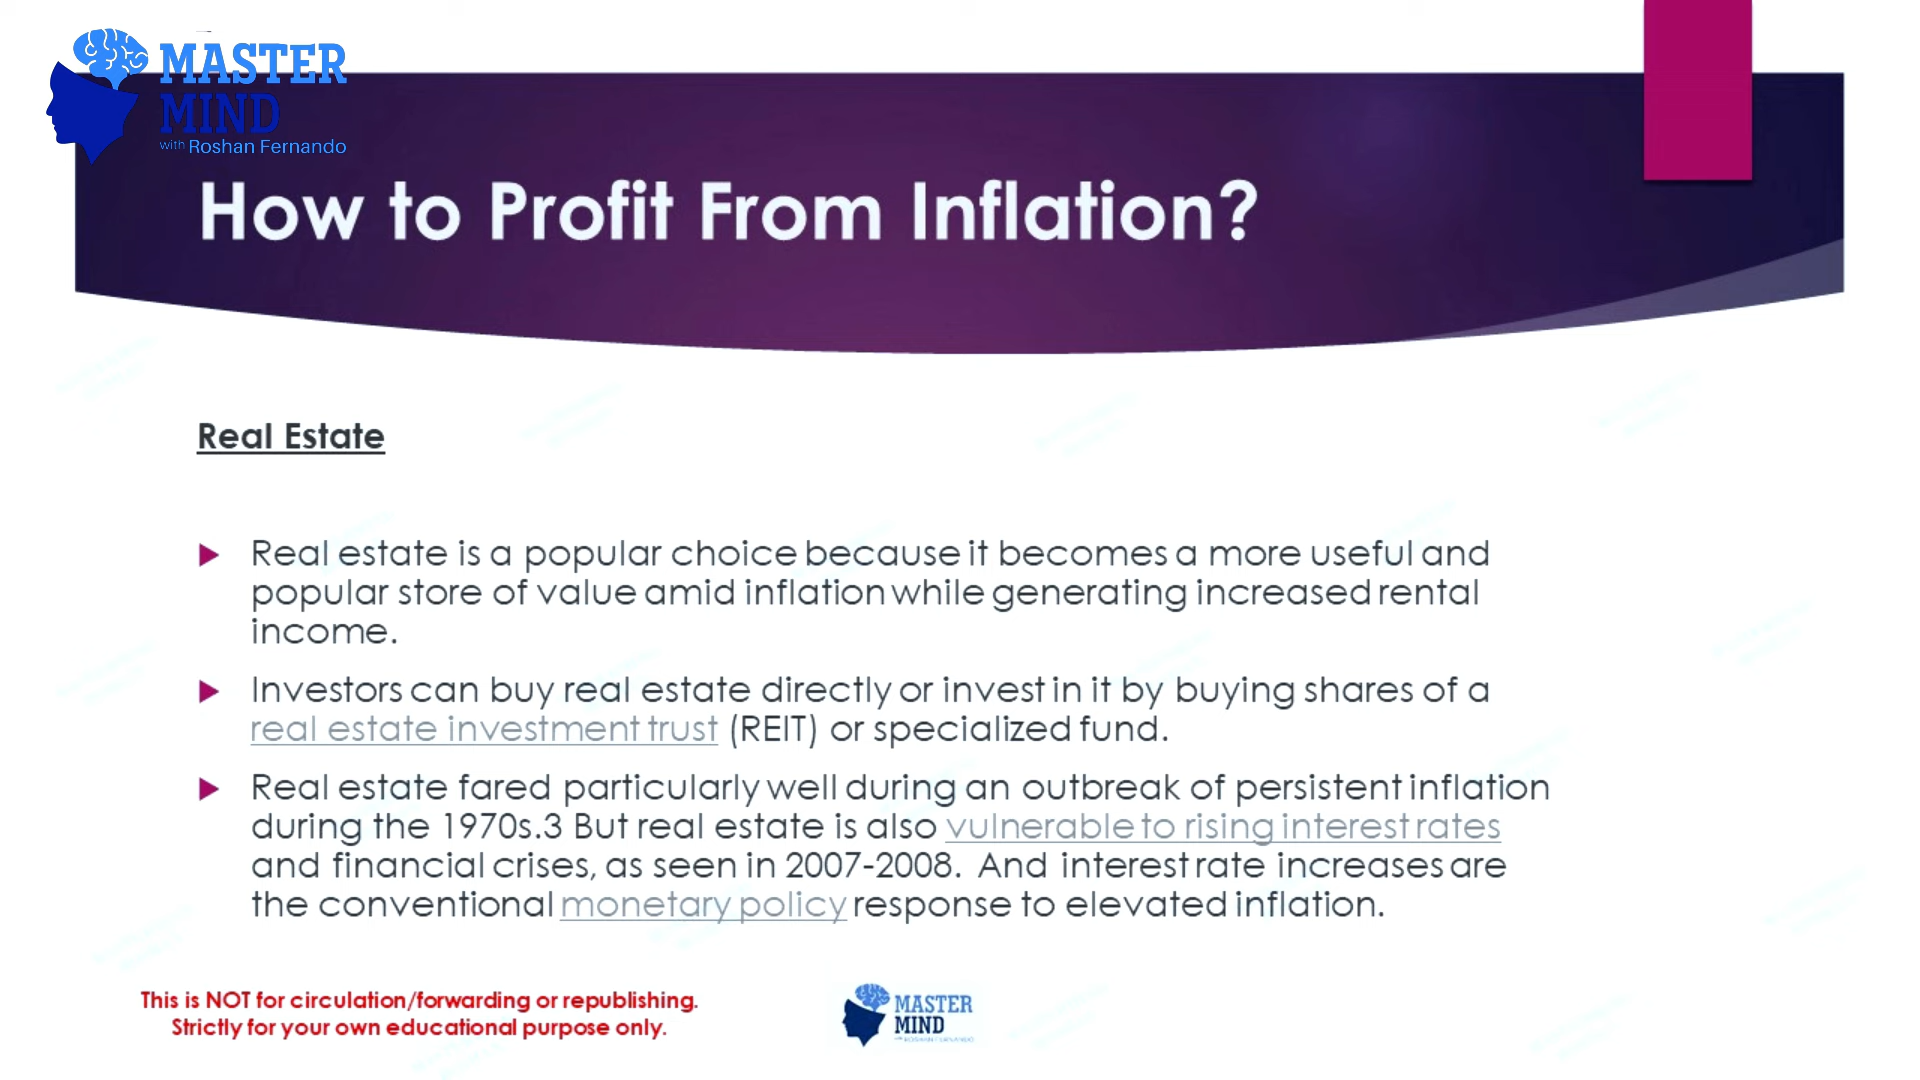 MASTER
MIND
with Roshan Fernando
How to Profit From Inflation?
Real Estate
Real estate is a popular choice because it becomes a more useful and
popular store of value amid inflation while generating increased rental
income.
Investors can buy real estate directly or invest in it by buying shares of a
real estate investment trust (REIT) or specialized fund.
Real estate fared particularly well during an outbreak of persistent inflation
during the 1970s.3 But real estate is also vulnerable to rising interest rates
and financial crises, as seen in 2007-2008. And interest rate increases are
the conventional monetary policy response to elevated inflation.
This is NOT for circulation/forwarding or republishing.
Strictly for your own educational purpose only.
MASTER
MIND